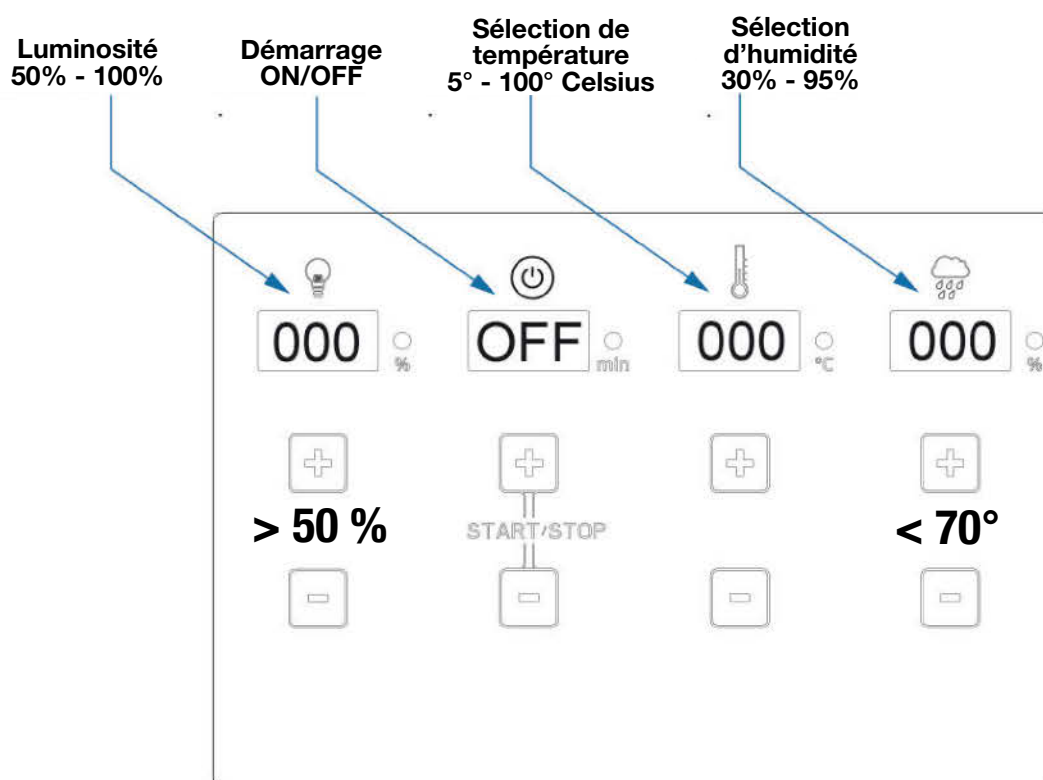 Luminosité
50% - 100%
Démarrage
ON/OFF
Sélection de
température
5° - 100° Celsius
Sélection
d’humidité
30% - 95%
000
%
OFF
min
000
°C
000
%
> 50 %
START/STOP
< 70°